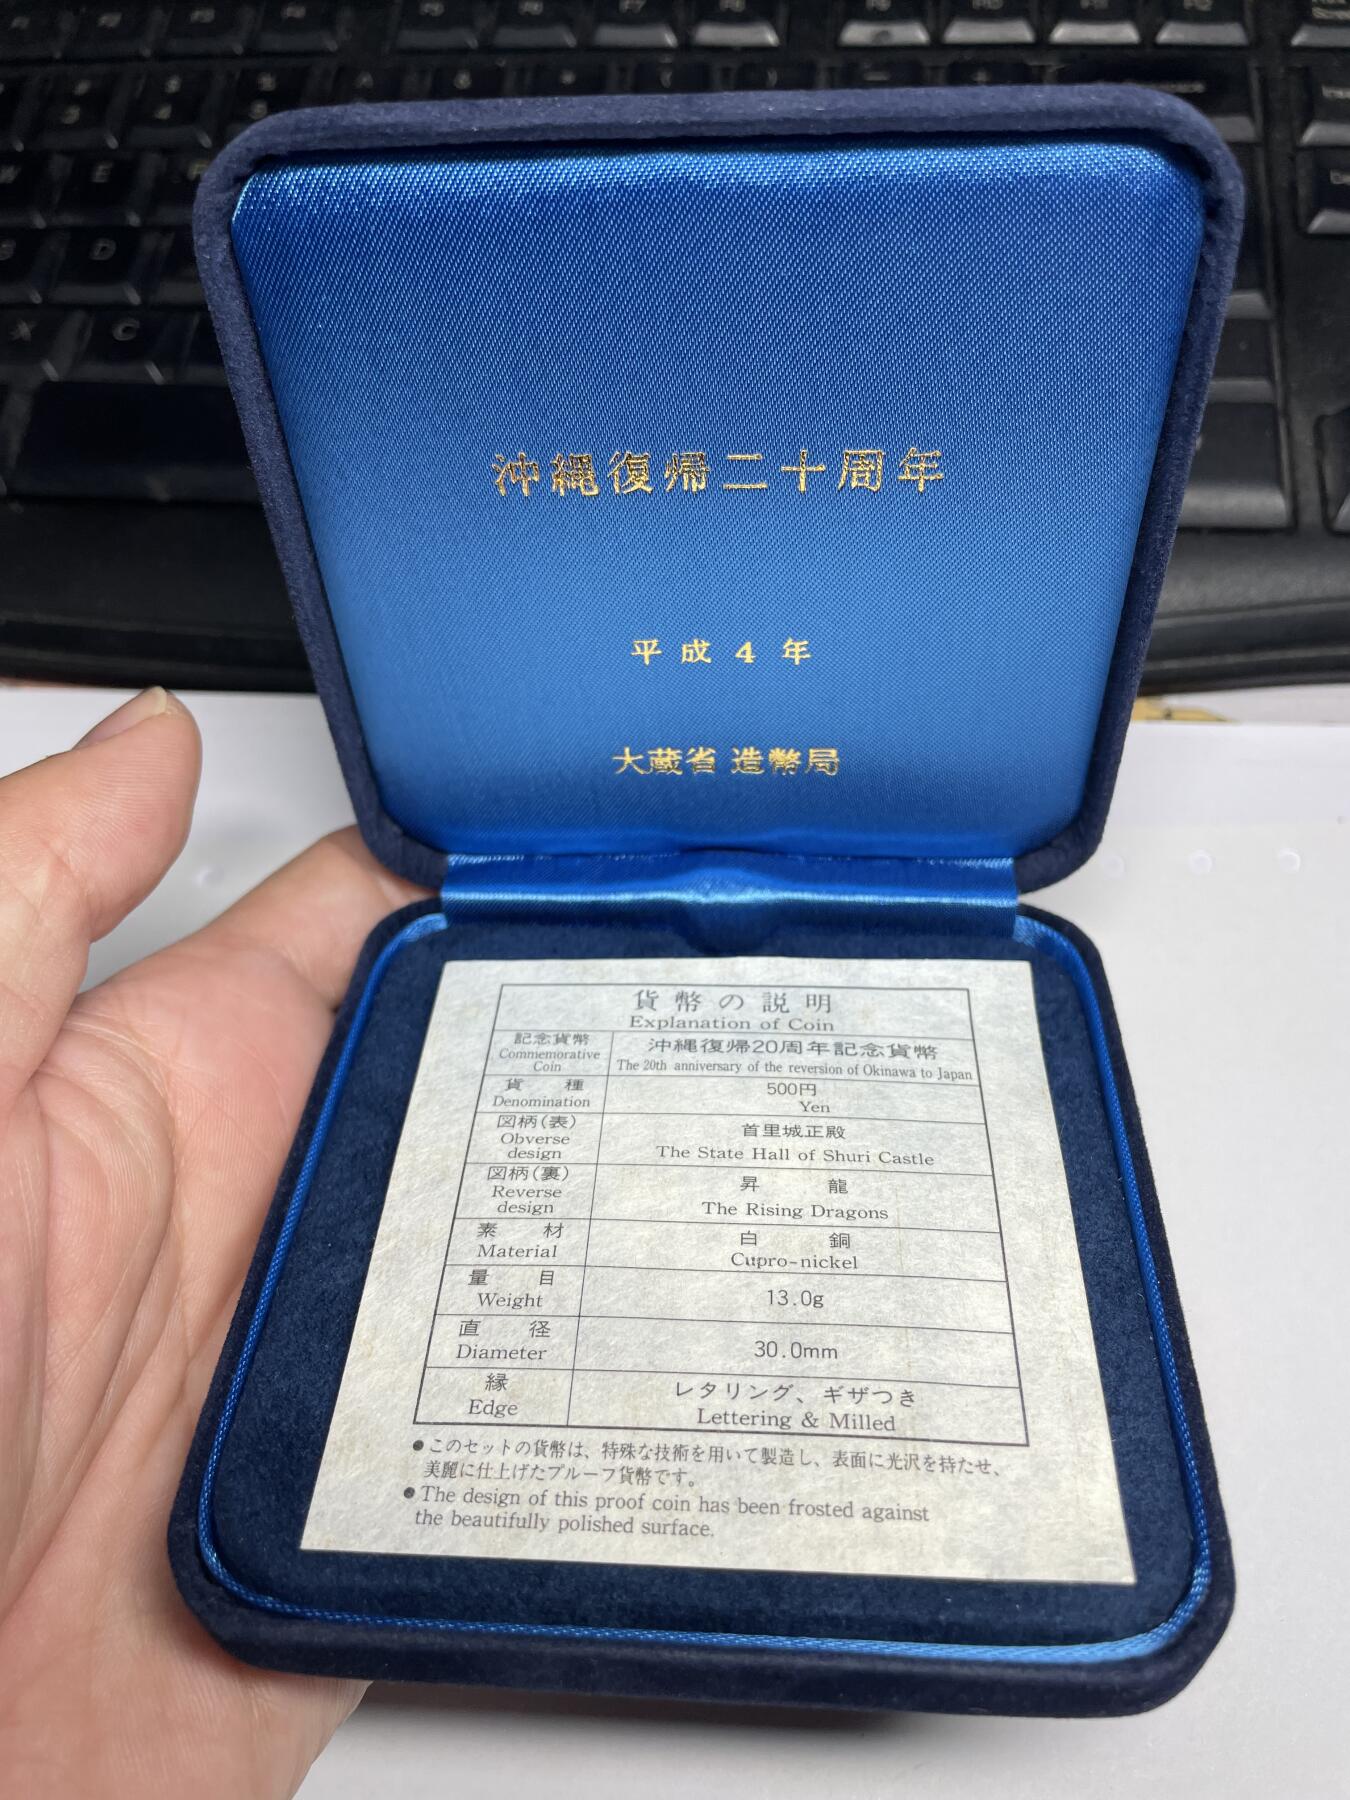 沖縄復帰二十周年
平成4年
大蔵省 造幣局
貨幣の説明
Explanation of Coin
記念貨幣
Commemorative
Coin
沖縄復帰20周年記念貨幣
The 20th anniversary of the reversion of Okinawa to Japan
貨種
Denomination
500円
Yen
図柄(表)
Obverse
design
首里城正殿
The State Hall of Shuri Castle
図柄(裏)
Reverse
design
昇龍
The Rising Dragons
素材
Material
白銅
Cupro-nickel
量目
Weight
13.0g
直径
Diameter
30.0mm
縁
Edge
レタリング、ギザつき
Lettering & Milled
●このセットの貨幣は、特殊な技術を用いて製造し、表面に光沢を持たせ、
美麗に仕上げたプルーフ貨幣です。
●The design of this proof coin has been frosted against
the beautifully polished surface.